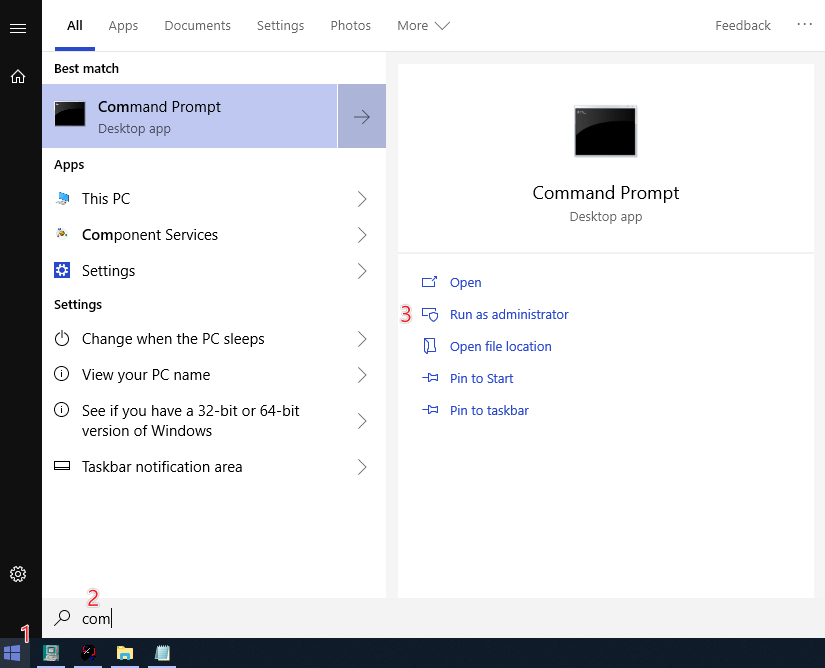 All Apps Documents Settings Photos More Feedback ...
Best match
Command Prompt
Desktop app
Apps
This PC
Component Services
Settings
Settings
Change when the PC sleeps
View your PC name
See if you have a 32-bit or 64-bit
version of Windows
Taskbar notification area
Command Prompt
Desktop app
Open
3 Run as administrator
Open file location
Pin to Start
Pin to taskbar
2
com
1